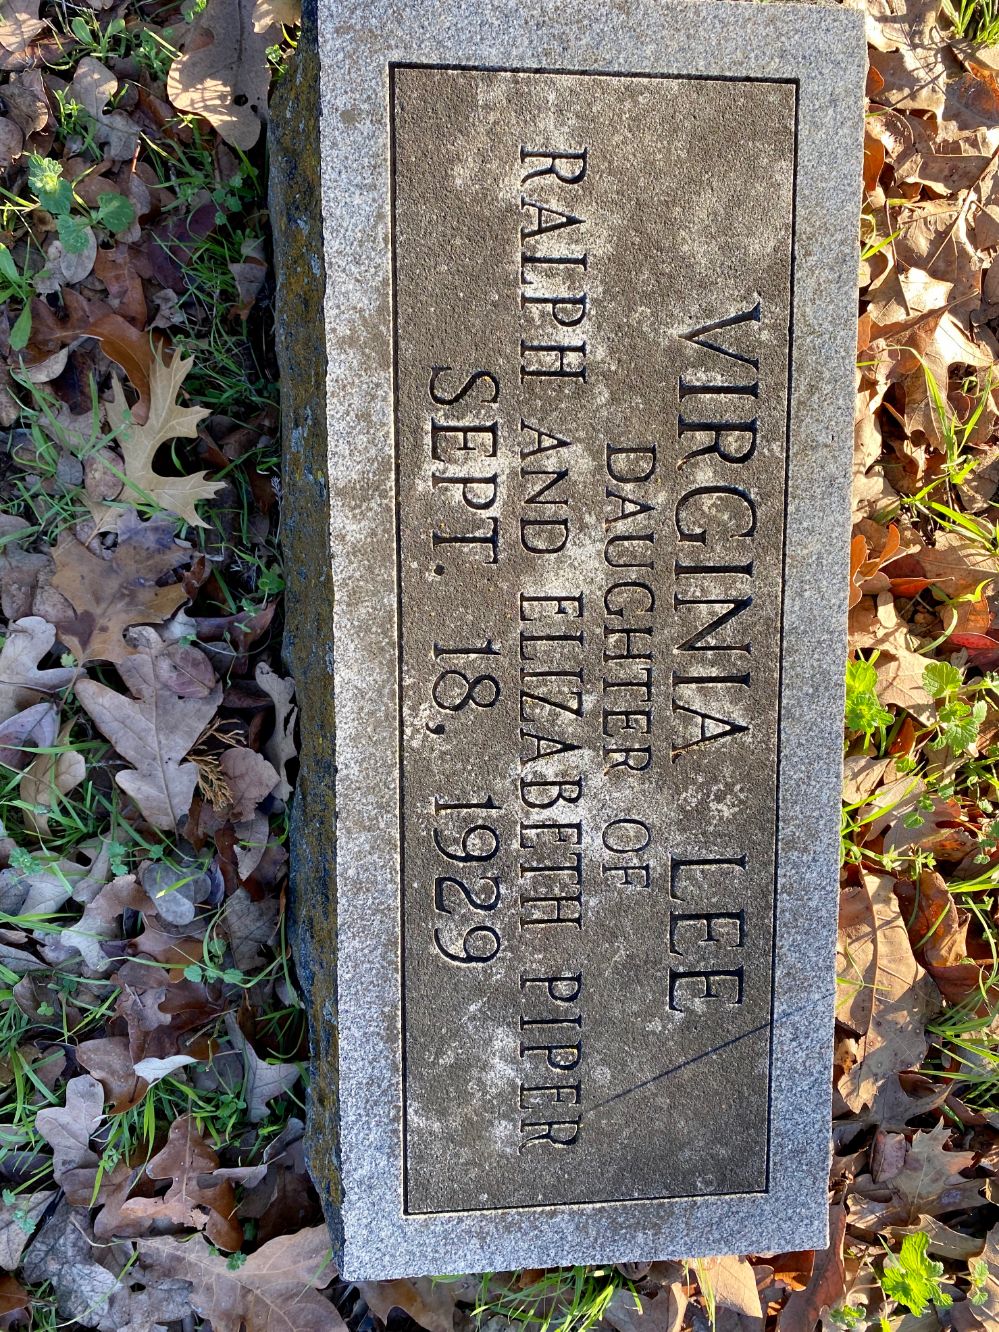 VIRGINIA LEE
DAUGHTER OF
RALPH AND ELIZABETH PIPER
SEPT. 18, 1929